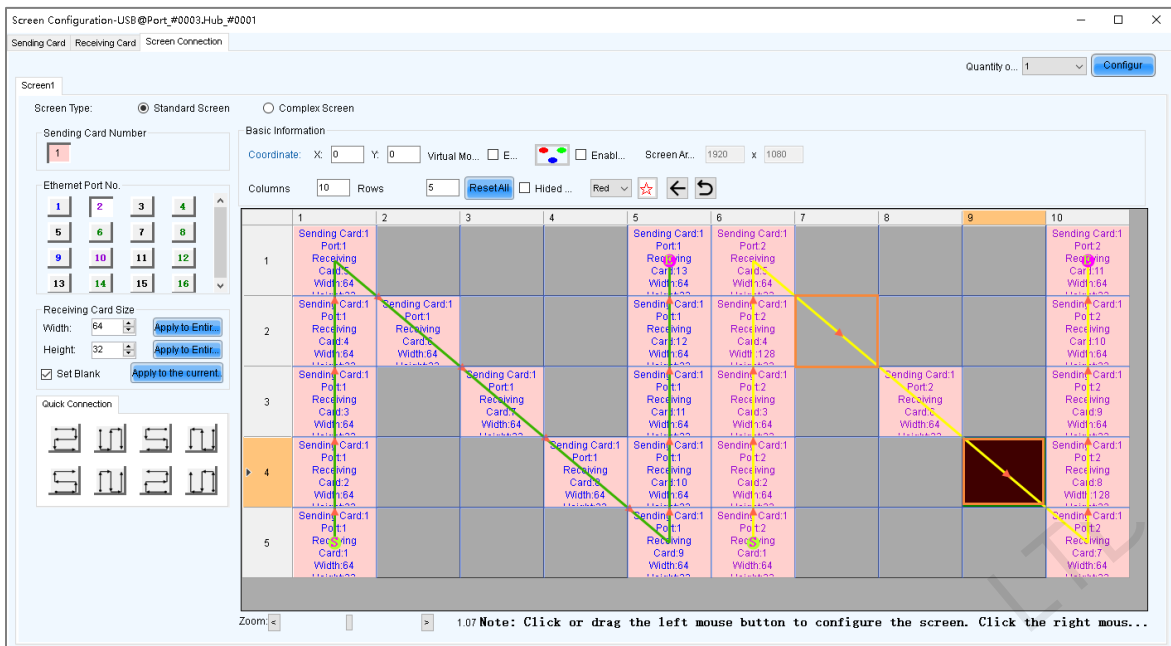 Screen Configuration-USB@Port_#0003.Hub_#0001
Sending Card Receiving Card Screen Connection
Quantity o... 1 Configur
Screen1
Screen Type: Standard Screen Complex Screen
Sending Card Number
1
Basic Information
Coordinate: X: 0 Y: 0 Virtual Mo... E... Enabl... Screen Ar... 1920 x 1080
Columns 10 Rows 5 ResetAll Hided ... Red
Ethernet Port No.
1 2 3 4
5 6 7 8
9 10 11 12
13 14 15 16
Receiving Card Size
Width: 64 Apply to Entir...
Height: 32 Apply to Entir...
Set Blank Apply to the current.
Quick Connection
1 2 3 4 5 6 7 8 9 10
1
Sending Card:1 Sending Card:1 Sending Card:1 Sending Card:1
Port:1 Port:1 Port:2 Port:2
Receiving Receiving Receiving Receiving
Card:5 Card:13 Card:11
Width:64 Width:64 Width:64 Width:64
2
Sending Card:1 Sending Card:1 Sending Card:1 Sending Card:1 Sending Card:1
Port:1 Port:1 Port:1 Port:2 Port:2
Receiving Receiving Receiving Receiving Receiving
Card:4 Card:6 Card:12 Card:4 Card:10
Width:64 Width:64 Width:64 Width:128 Width:64
3
Sending Card:1 Sending Card:1 Sending Card:1 Sending Card:1 Sending Card:1 Sending Card:1
Port:1 Port:1 Port:1 Port:2 Port:2 Port:2
Receiving Receiving Receiving Receiving Receiving Receiving
Card:3 Card:7 Card:11 Card:3 Card:9
Width:64 Width:64 Width:64 Width:64 Width:64 Width:64
4
Sending Card:1 Sending Card:1 Sending Card:1 Sending Card:1 Sending Card:1
Port:1 Port:1 Port:1 Port:2 Port:2
Receiving Receiving Receiving Receiving Receiving
Card:2 Card:8 Card:10 Card:2 Card:8
Width:64 Width:64 Width:64 Width:64 Width:128
5
Sending Card:1 Sending Card:1 Sending Card:1 Sending Card:1
Port:1 Port:1 Port:2 Port:2
Receiving Receiving Receiving Receiving
Card:1 Card:9 Card:1 Card:7
Width:64 Width:64 Width:64 Width:64
Zoom: < > 1.07 Note: Click or drag the left mouse button to configure the screen. Click the right mous...